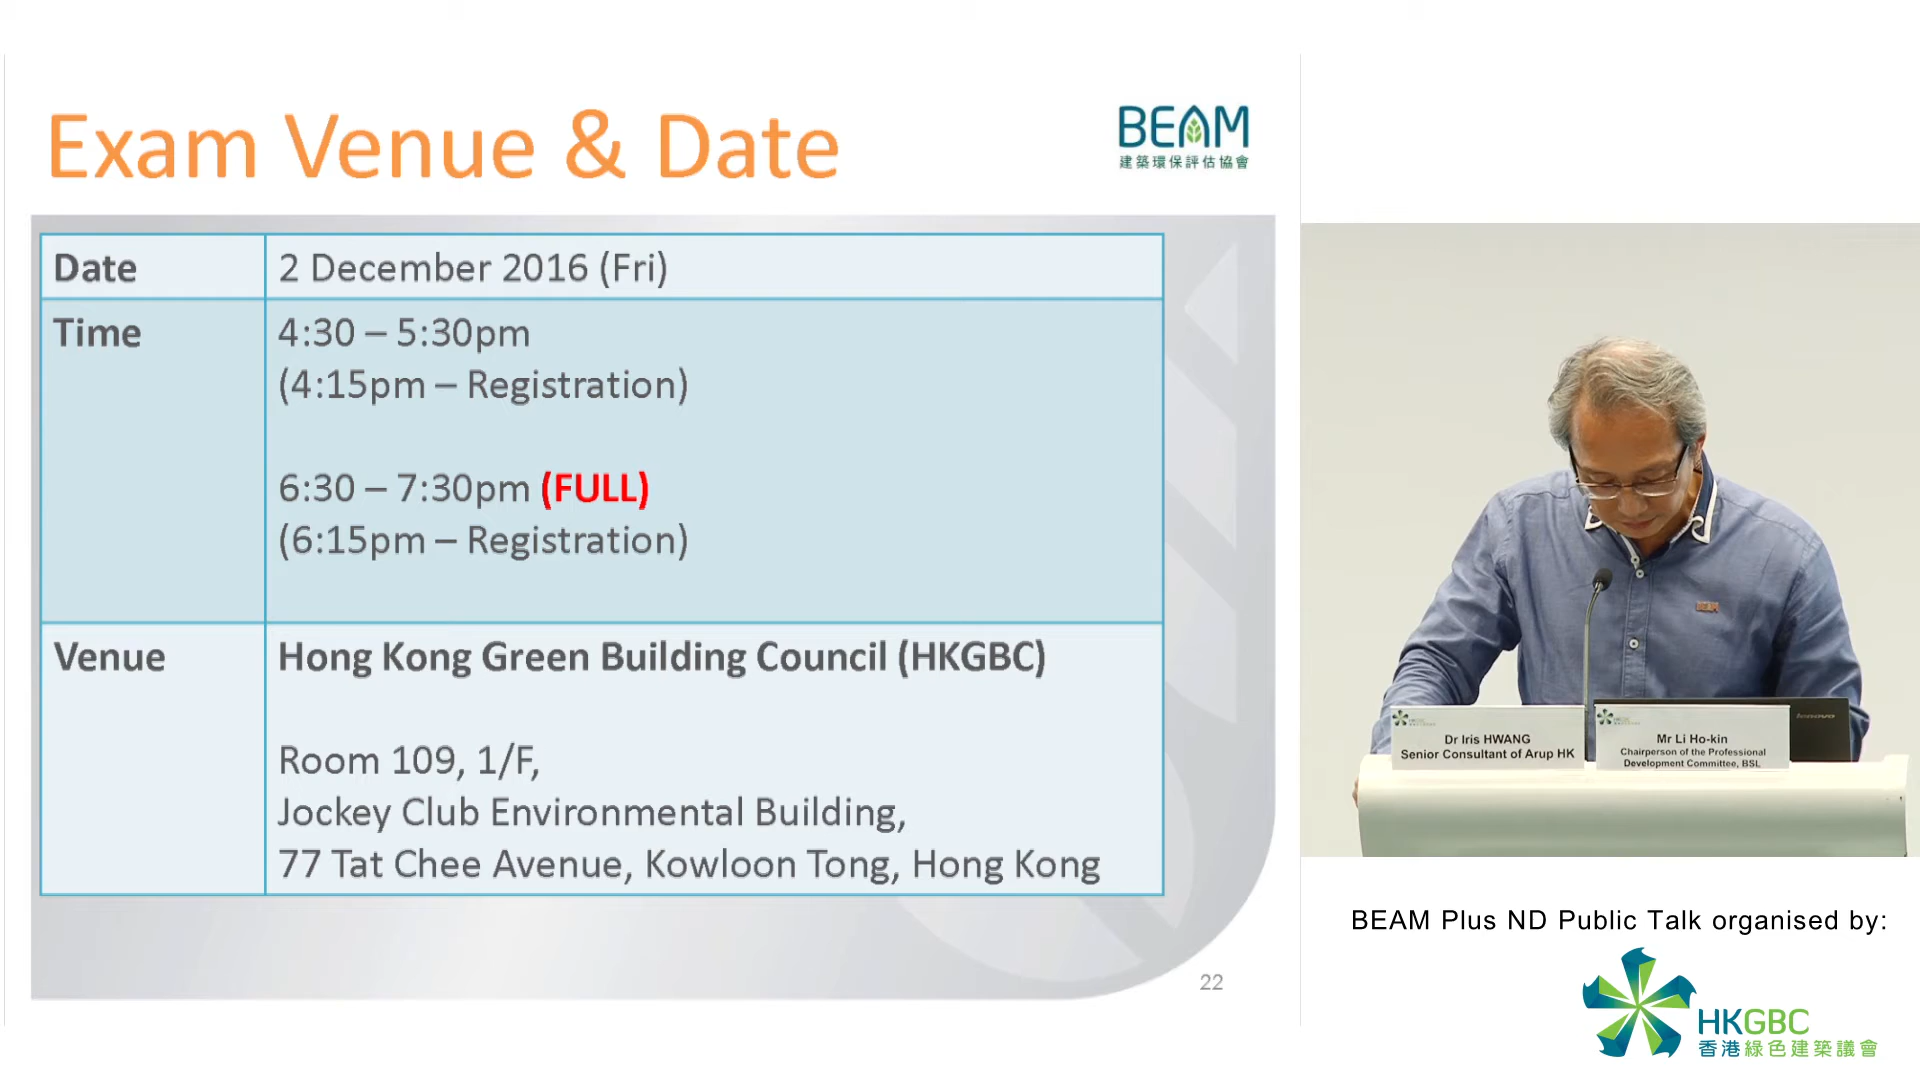 Exam Venue & Date
BEAM
建築環保評估協會
Date
2 December 2016 (Fri)
Time
4:30 – 5:30pm
(4:15pm – Registration)
6:30 – 7:30pm (FULL)
(6:15pm – Registration)
Venue
Hong Kong Green Building Council (HKGBC)
Room 109, 1/F,
Jockey Club Environmental Building,
77 Tat Chee Avenue, Kowloon Tong, Hong Kong
22
BEAM
lenovo
HKGBC
Dr Iris HWANG
Senior Consultant of Arup HK
HKGBC
Mr Li Ho-kin
Chairperson of the Professional
Development Committee, BSL
BEAM Plus ND Public Talk organised by:
HKGBC
香港綠色建築議會